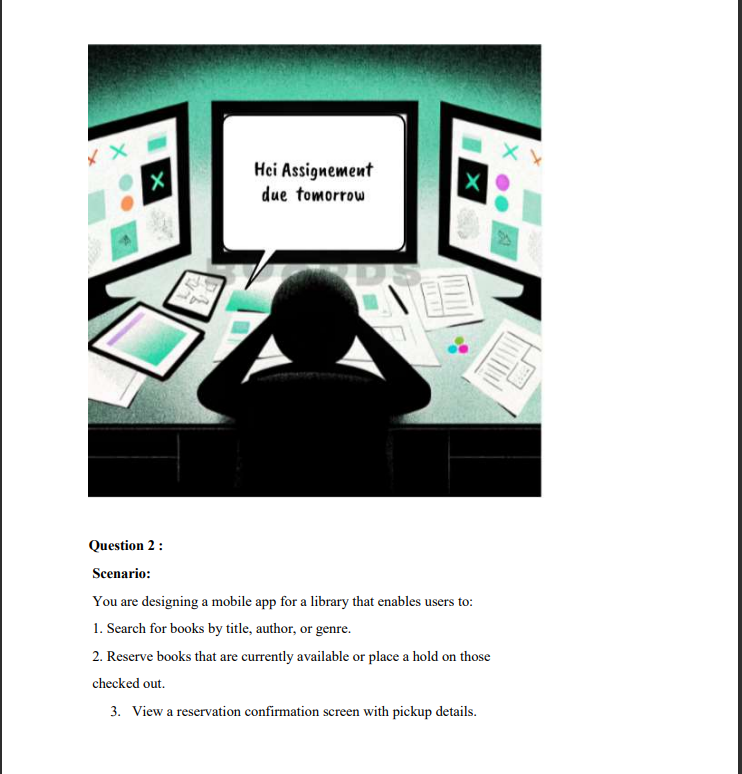 Hci Assignement
due tomorrow
Question 2 :
Scenario:
You are designing a mobile app for a library that enables users to:
1. Search for books by title, author, or genre.
2. Reserve books that are currently available or place a hold on those
checked out.
3. View a reservation confirmation screen with pickup details.